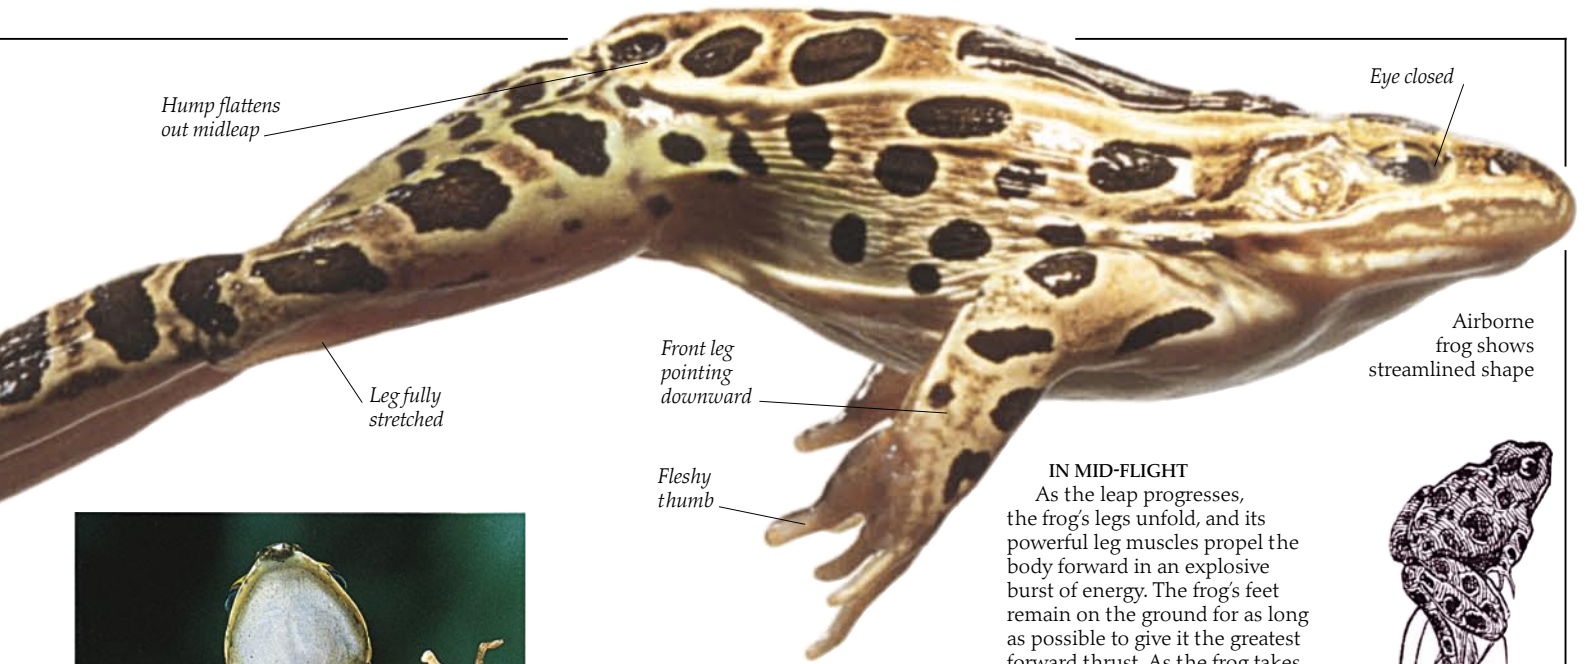 Hump flattens
out midleap
Eye closed
Airborne
frog shows
streamlined shape
Leg fully
stretched
Front leg
pointing
downward
Fleshy
thumb
IN MID-FLIGHT
As the leap progresses,
the frog’s legs unfold, and its
powerful leg muscles propel the
body forward in an explosive
burst of energy. The frog’s feet
remain on the ground for as long
as possible to give it the greatest
forward thrust. As the frog takes